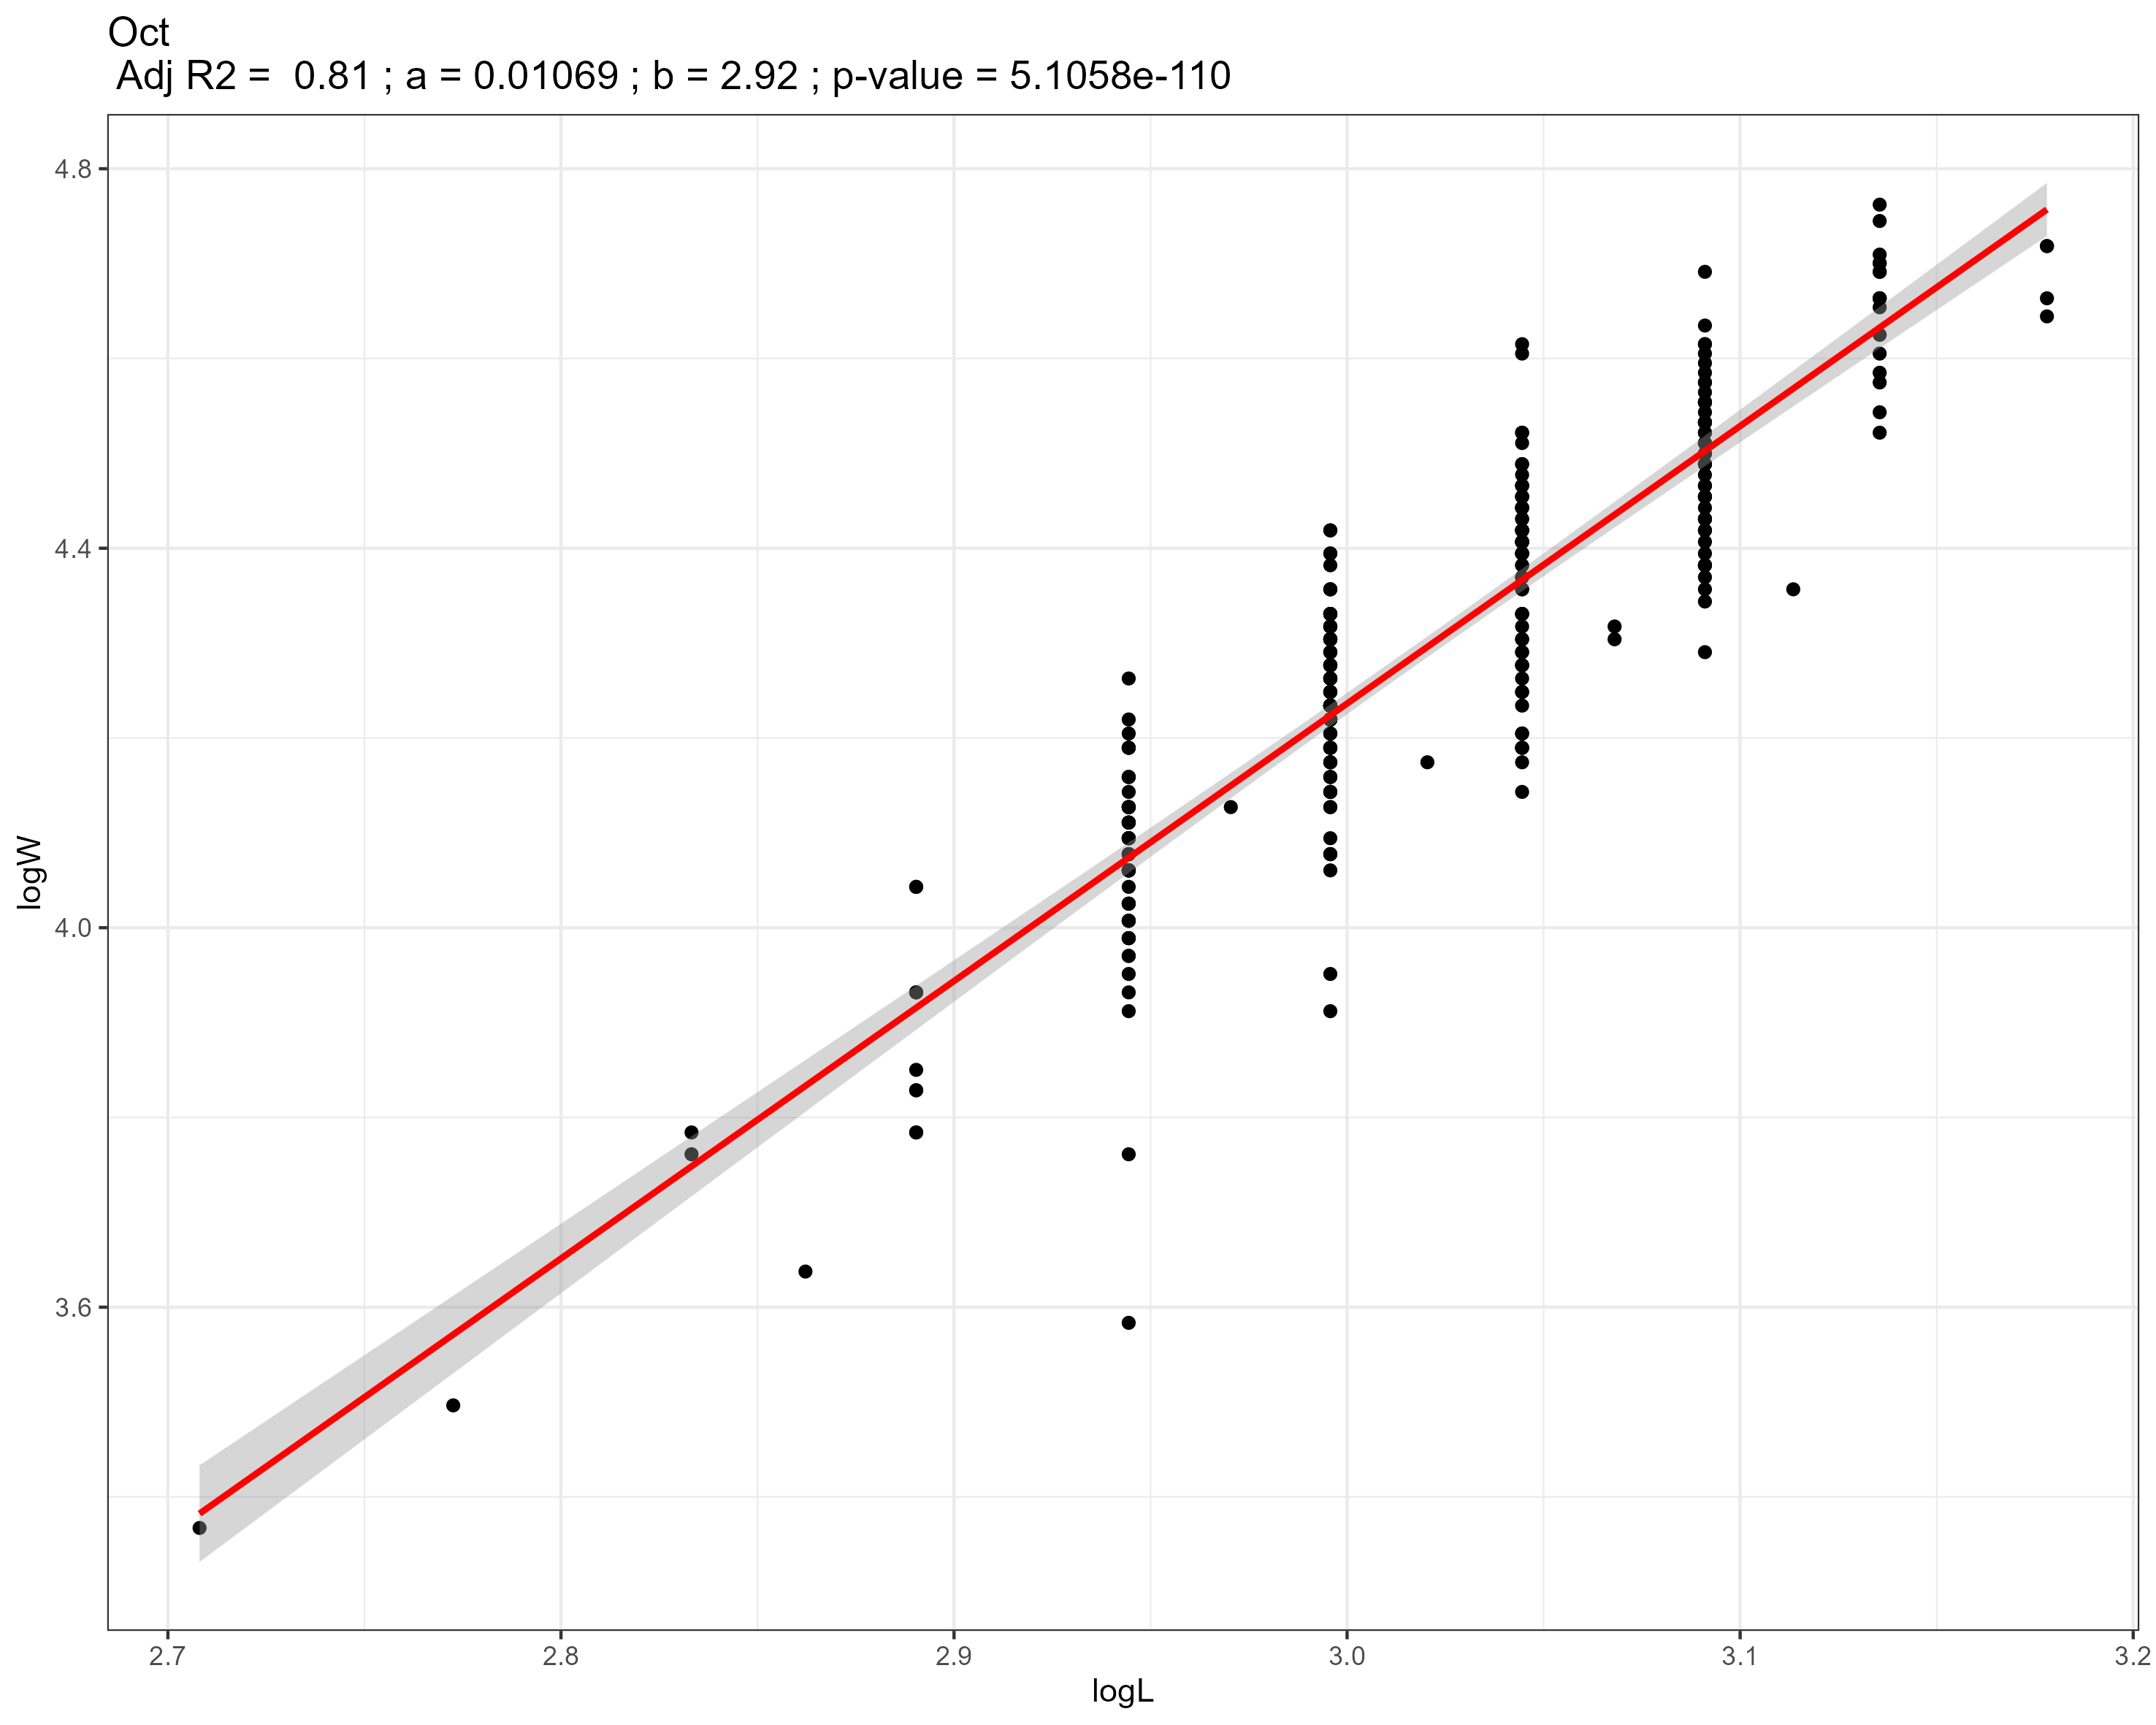 Oct
Adj R2 =  0.81 ; a = 0.01069 ; b = 2.92 ; p-value = 5.1058e-110
4.8
4.4
4.0
3.6
logW
2.7 2.8 2.9 3.0 3.1 3.2
logL